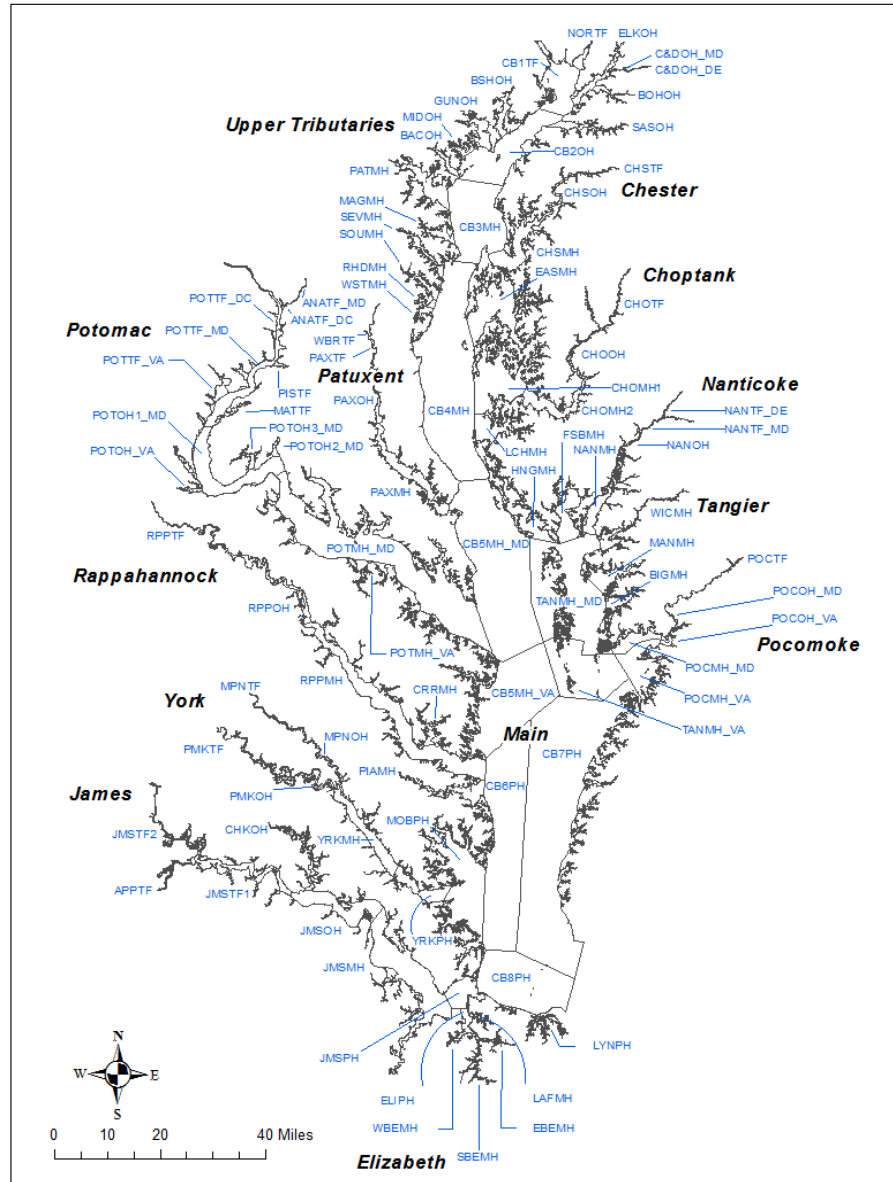 NORTF ELKOH
C&DOH_MD
CB1TF
C&DOH_DE
BSHOH
BOHOH
GUNOH
MIDOH
Upper Tributaries
BACOH
SASOH
CB2OH
PATMH
CHSTF
CHSOH
Chester
MAGMH
SEVMH
SOUMH
CB3MH
CHSMH
RHDMH
EASMH
WSTMH
Choptank
POTTF_DC
ANATF_MD
CHOTF
ANATF_DC
Potomac
POTTF_MD
WBRTF
POTTF_VA
PAXTF
CHOOH
PISTF
Patuxent
Nanticoke
CHOMH1
PAXOH
MATTF
CB4MH
CHOMH2
NANTF_DE
POTOH1_MD
NANTF_MD
POTOH3_MD
FSBMH
POTOH2_MD
LCHMH
NANMH
NANOH
POTOH_VA
HNGMH
PAXMH
Tangier
WICMH
RPPTF
CB5MH_MD
POTMH_MD
MANMH
POCTF
Rappahannock
BIGMH
POCOH_MD
TANMH_MD
RPPOH
POCOH_VA
Pocomoke
POTMH_VA
POCMH_MD
RPPMH
CRRMH
CB5MH_VA
POCMH_VA
York
MPNTF
TANMH_VA
Main
MPNOH
PMKTF
CB7PH
PIAMH
James
PMKOH
CB6PH
MOBPH
CHKOH
JMSTF2
YRKMH
APPTF
JMSTF1
JMSOH
YRKPH
JMSMH
CB8PH
LYNPH
JMSPH
N
W E
S
ELIPH
LAFMH
WBEMH
EBEMH
0 10 20 40 Miles
SBEMH
Elizabeth